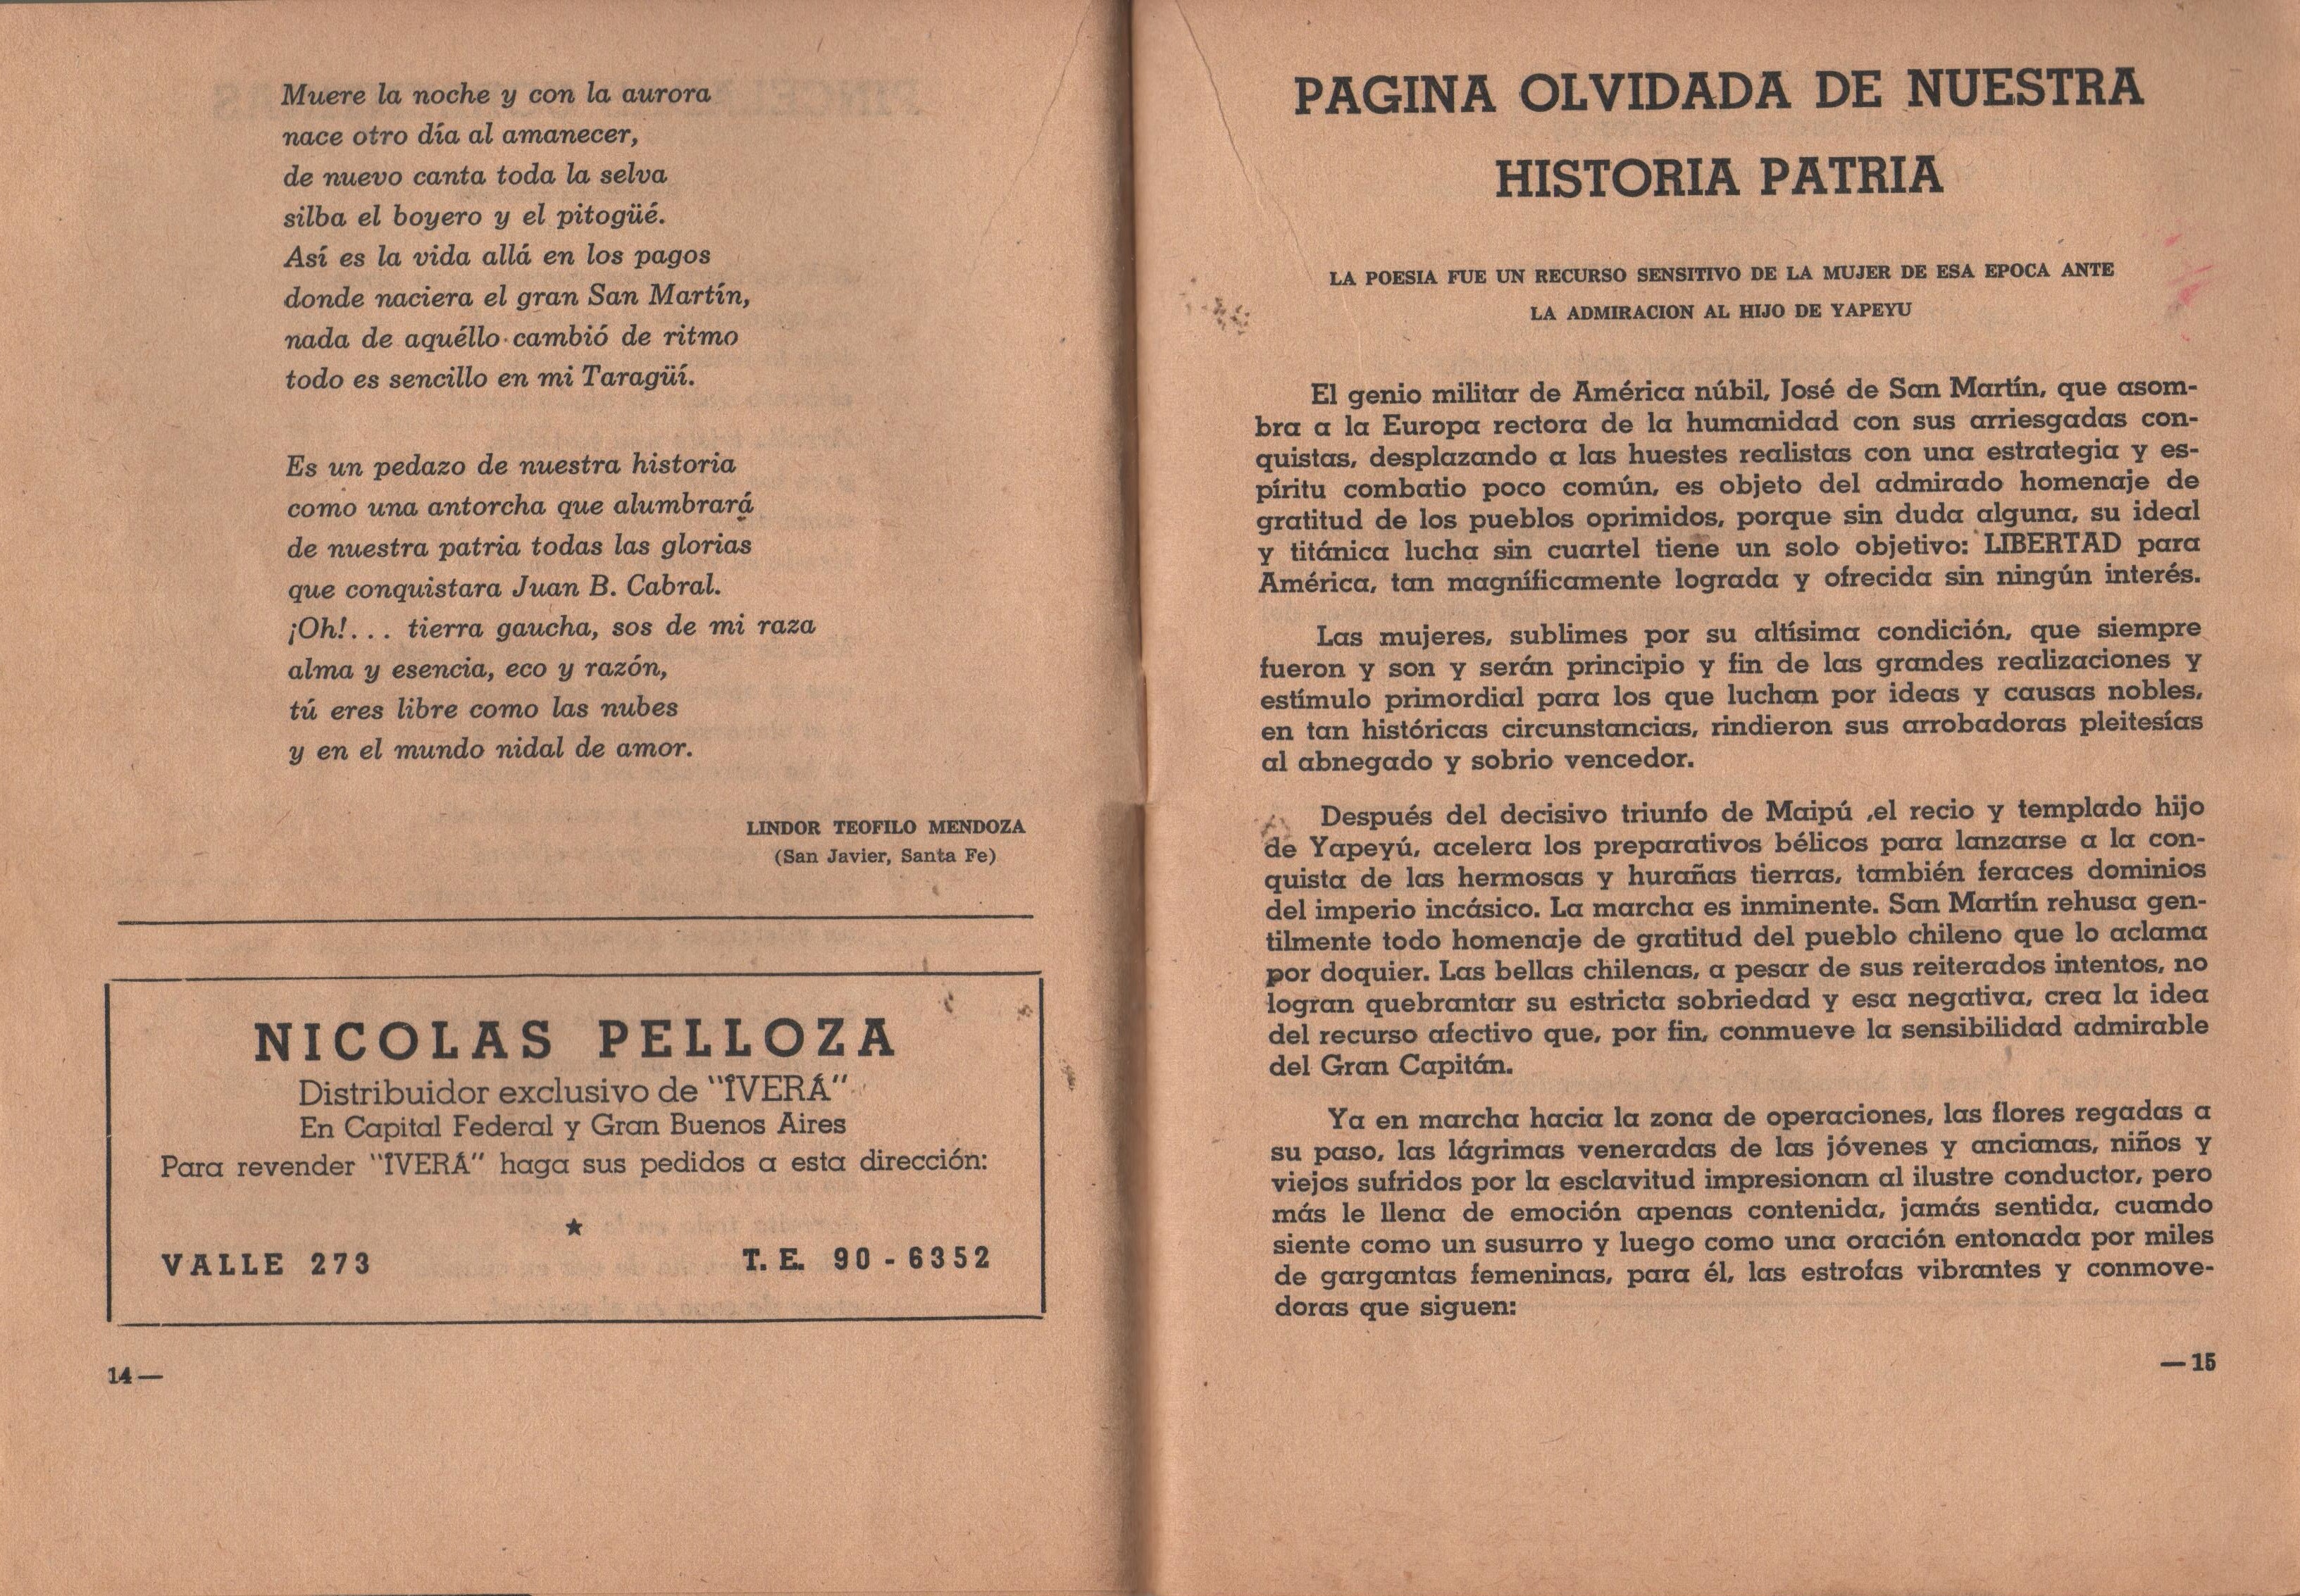 Muere la noche y con la aurora
nace otro día al amanecer,
de nuevo canta toda la selva
silba el boyero y el pitogüé.
Así es la vida allá en los pagos
donde naciera el gran San Martín,
nada de aquéllo cambió de ritmo
todo es sencillo en mi Taragüí.
Es un pedazo de nuestra historia
como una antorcha que alumbrará
de nuestra patria todas las glorias
que conquistara Juan B. Cabral.
¡Oh!... tierra gaucha, sos de mi raza
alma y esencia, eco y razón,
tú eres libre como las nubes
y en el mundo nidal de amor.
LINDOR TEOFILO MENDOZA
(San Javier, Santa Fe)
NICOLAS PELLOZA
Distribuidor exclusivo de "ÎVERÁ"
En Capital Federal y Gran Buenos Aires
Para revender "ÎVERÁ" haga sus pedidos a esta dirección:
★
VALLE 273 T. E. 90-6352
14 —
PAGINA OLVIDADA DE NUESTRA
HISTORIA PATRIA
LA POESIA FUE UN RECURSO SENSITIVO DE LA MUJER DE ESA EPOCA ANTE
LA ADMIRACION AL HIJO DE YAPEYU
El genio militar de América núbil, José de San Martín, que asom-
bra a la Europa rectora de la humanidad con sus arriesgadas con-
quistas, desplazando a las huestes realistas con una estrategia y es-
píritu combatio poco común, es objeto del admirado homenaje de
gratitud de los pueblos oprimidos, porque sin duda alguna, su ideal
y titánica lucha sin cuartel tiene un solo objetivo: LIBERTAD para
América, tan magníficamente lograda y ofrecida sin ningún interés.
Las mujeres, sublimes por su altísima condición, que siempre
fueron y son y serán principio y fin de las grandes realizaciones y
estímulo primordial para los que luchan por ideas y causas nobles,
en tan históricas circunstancias, rindieron sus arrobadoras pleitesías
al abnegado y sobrio vencedor.
Después del decisivo triunfo de Maipú ,el recio y templado hijo
de Yapeyú, acelera los preparativos bélicos para lanzarse a la con-
quista de las hermosas y hurañas tierras, también feraces dominios
del imperio incásico. La marcha es inminente. San Martín rehusa gen-
tilmente todo homenaje de gratitud del pueblo chileno que lo aclama
por doquier. Las bellas chilenas, a pesar de sus reiterados intentos, no
logran quebrantar su estricta sobriedad y esa negativa, crea la idea
del recurso afectivo que, por fin, conmueve la sensibilidad admirable
del Gran Capitán.
Ya en marcha hacia la zona de operaciones, las flores regadas a
su paso, las lágrimas veneradas de las jóvenes y ancianas, niños y
viejos sufridos por la esclavitud impresionan al ilustre conductor, pero
más le llena de emoción apenas contenida, jamás sentida, cuando
siente como un susurro y luego como una oración entonada por miles
de gargantas femeninas, para él, las estrofas vibrantes y conmove-
doras que siguen:
— 15